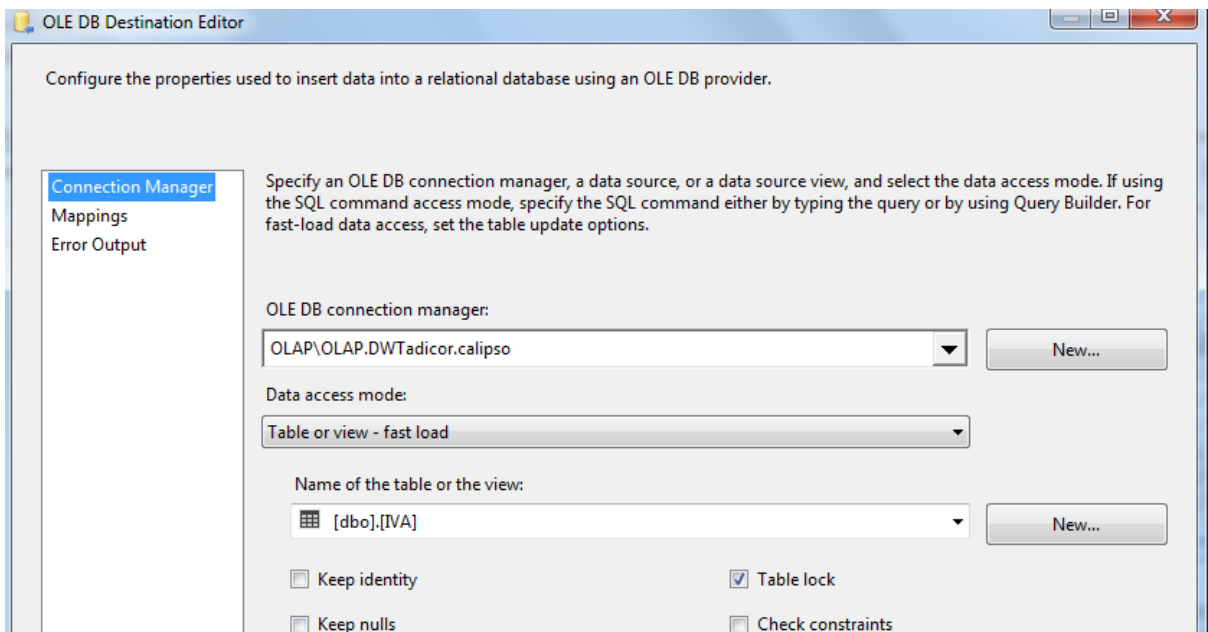 OLE DB Destination Editor
Configure the properties used to insert data into a relational database using an OLE DB provider.
Connection Manager
Mappings
Error Output
Specify an OLE DB connection manager, a data source, or a data source view, and select the data access mode. If using
the SQL command access mode, specify the SQL command either by typing the query or by using Query Builder. For
fast-load data access, set the table update options.
OLE DB connection manager:
OLAP\OLAP.DWTadicor.calipso
New...
Data access mode:
Table or view - fast load
Name of the table or the view:
[dbo].[IVA]
New...
Keep identity
Table lock
Keep nulls
Check constraints